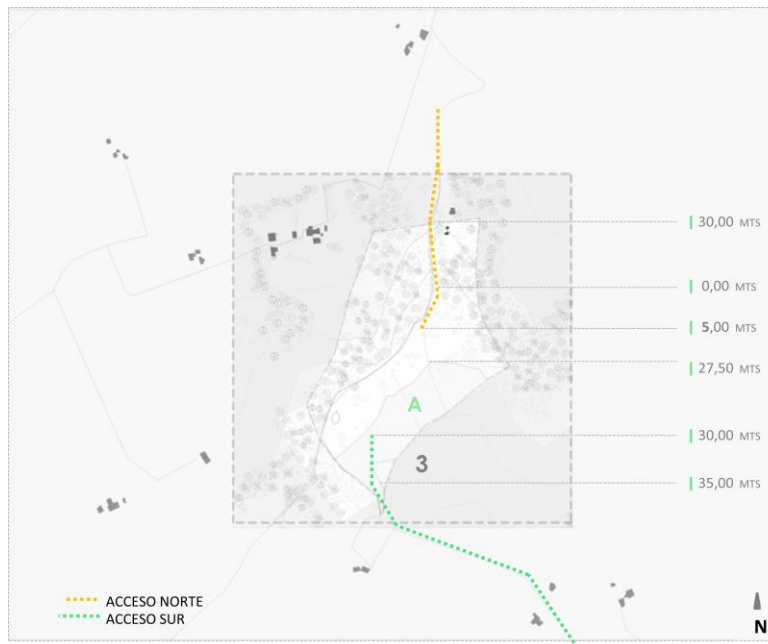 30,00 MTS
0,00 MTS
5,00 MTS
27,50 MTS
A
30,00 MTS
3
35,00 MTS
ACCESO NORTE
ACCESO SUR
N